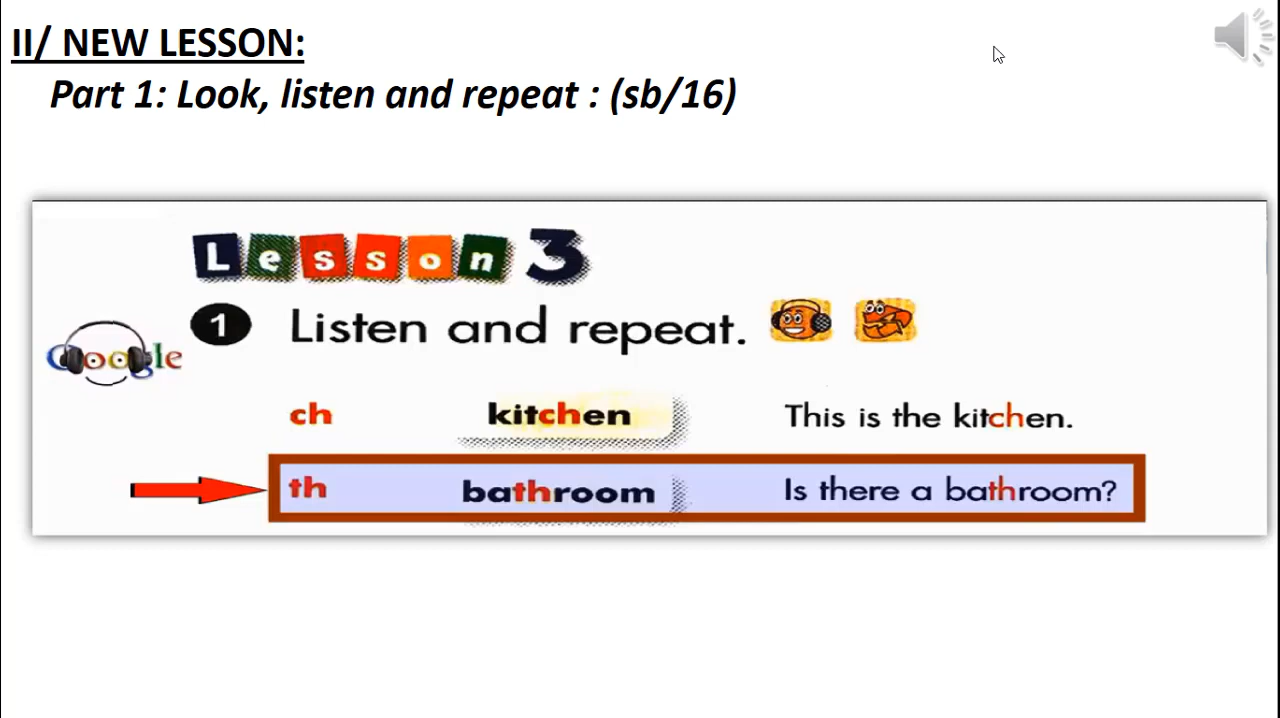 II/ NEW LESSON:
Part 1: Look, listen and repeat : (sb/16)
Lesson 3
1 Listen and repeat.
Google
ch kitchen This is the kitchen.
th bathroom Is there a bathroom?